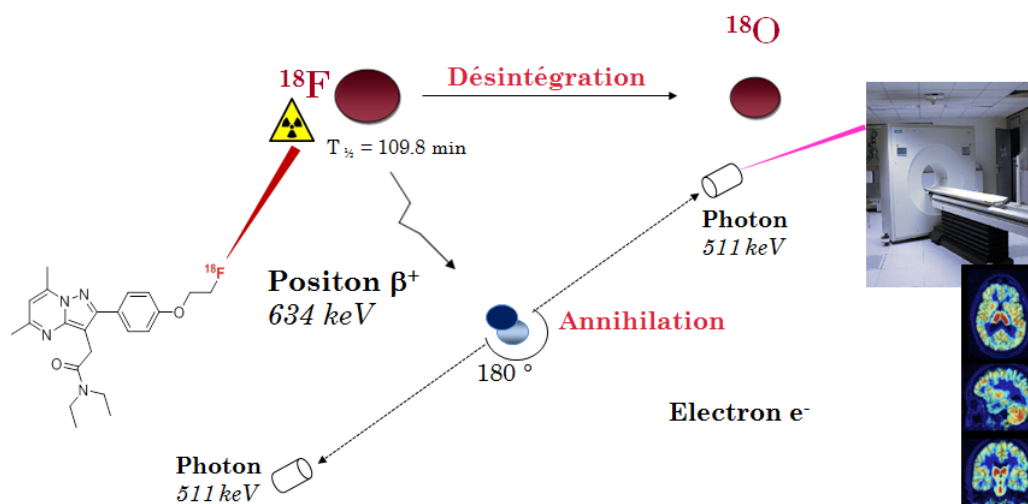 ¹⁸O
¹⁸F
Désintégration
T ½ = 109.8 min
Photon
511 keV
¹⁸F
Positon β⁺
634 keV
Annihilation
180 °
Electron e⁻
Photon
511 keV
N
N
N
O
O
N